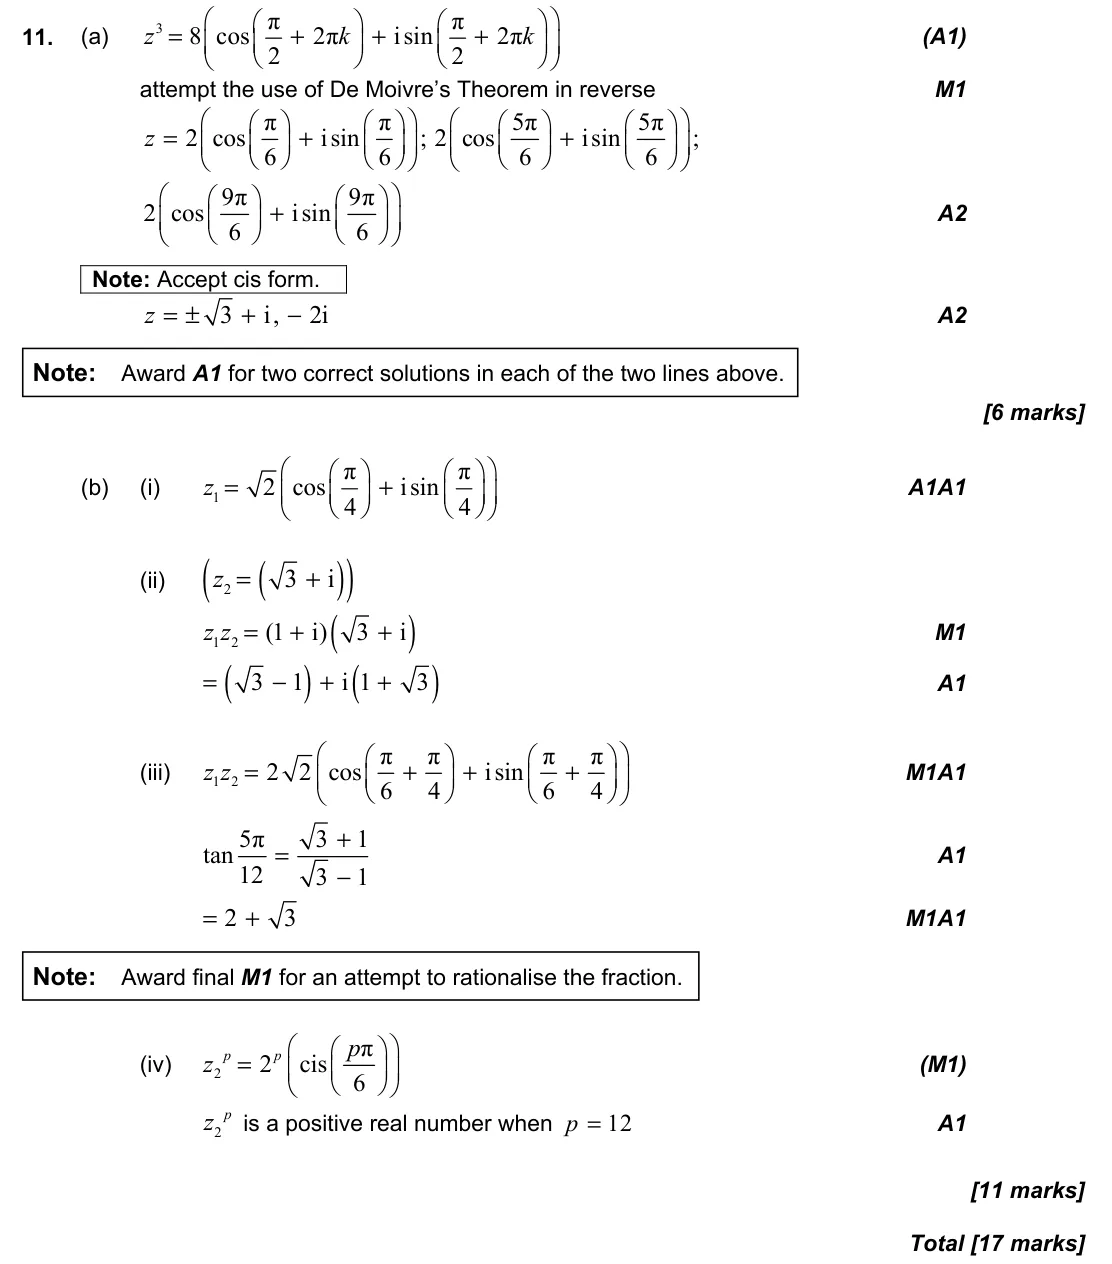 11. (a) z³ = 8(cos(π/2 + 2πk) + i sin(π/2 + 2πk)) (A1)
attempt the use of De Moivre's Theorem in reverse M1
z = 2(cos(π/6) + i sin(π/6)); 2(cos(5π/6) + i sin(5π/6));
2(cos(9π/6) + i sin(9π/6)) A2
Note: Accept cis form.
z = ±√3 + i, − 2i A2
Note: Award A1 for two correct solutions in each of the two lines above.
[6 marks]
(b) (i) z₁ = √2(cos(π/4) + i sin(π/4)) A1A1
(ii) (z₂ = (√3 + i))
z₁z₂ = (1 + i)(√3 + i) M1
= (√3 − 1) + i(1 + √3) A1
(iii) z₁z₂ = 2√2(cos(π/6 + π/4) + i sin(π/6 + π/4)) M1A1
tan 5π/12 = (√3 + 1)/(√3 − 1) A1
= 2 + √3 M1A1
Note: Award final M1 for an attempt to rationalise the fraction.
(iv) z₂ᵖ = 2ᵖ(cis(pπ/6)) (M1)
z₂ᵖ is a positive real number when p = 12 A1
[11 marks]
Total [17 marks]